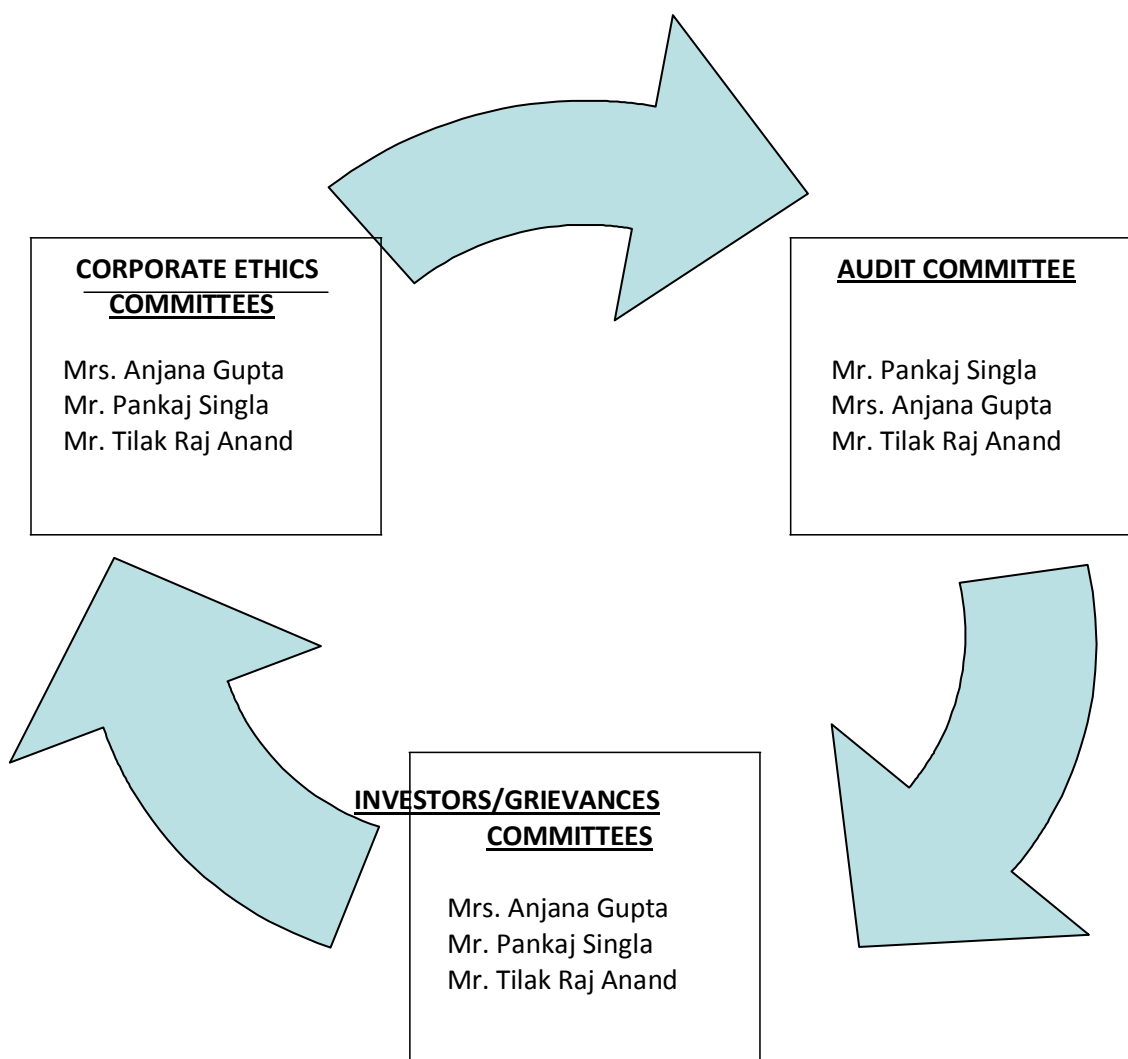 CORPORATE ETHICS
COMMITTEES
Mrs. Anjana Gupta
Mr. Pankaj Singla
Mr. Tilak Raj Anand
AUDIT COMMITTEE
Mr. Pankaj Singla
Mrs. Anjana Gupta
Mr. Tilak Raj Anand
INVESTORS/GRIEVANCES
COMMITTEES
Mrs. Anjana Gupta
Mr. Pankaj Singla
Mr. Tilak Raj Anand